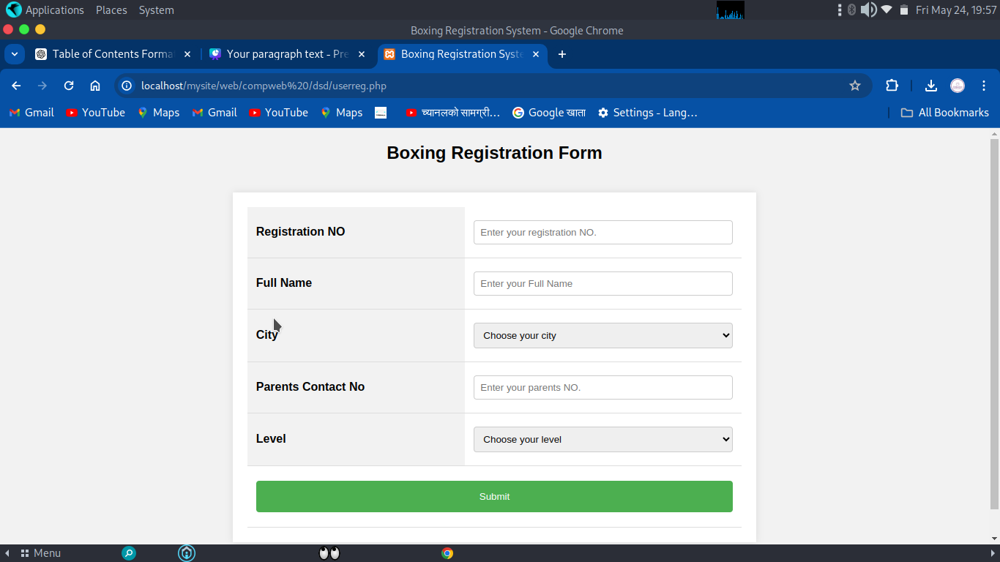 Applications Places System
Fri May 24, 19:57
Boxing Registration System - Google Chrome
Table of Contents Forma
Your paragraph text - Pre
Boxing Registration Syste
localhost/mysite/web/compweb%20/dsd/userreg.php
Gmail YouTube Maps Gmail YouTube Maps च्यानलको सामग्री... Google खाता Settings - Lang... All Bookmarks
Boxing Registration Form
Registration NO
Enter your registration NO.
Full Name
Enter your Full Name
City
Choose your city
Parents Contact No
Enter your parents NO.
Level
Choose your level
Submit
Menu